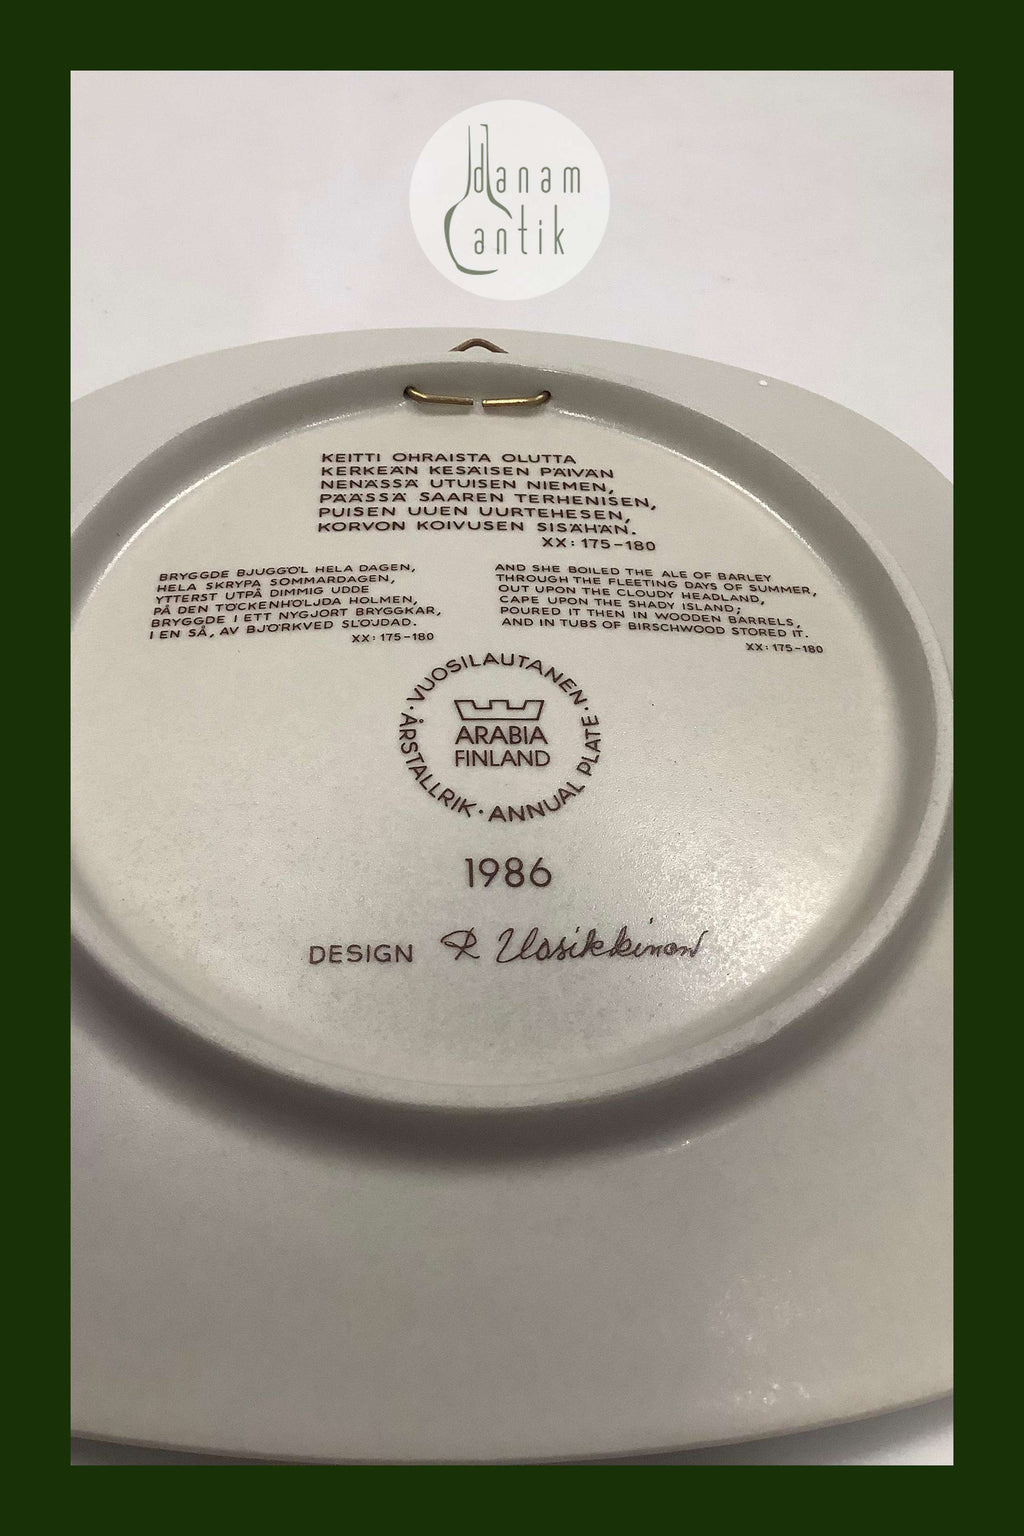 danam
antik
KEITTI OHRAISTA OLUTTA
KERKEÄN KESÄISEN PÄIVÄN
NENÄSSÄ UTUISEN NIEMEN,
PÄÄSSÄ SAAREN TERHENISEN,
PUISEN UUEN UURTEHESEN,
KORVON KOIVUSEN SISÄHÄN.
XX: 175-180
BRYGGDE BJUGGÖL HELA DAGEN,
HELA SKRYPA SOMMARDAGEN,
YTTERST UTPÅ DIMMIG UDDE
PÅ DEN TÖCKENHÖLJDA HOLMEN,
BRYGGDE I ETT NYGJORT BRYGGKAR,
I EN SÅ, AV BJÖRKVED SLÖJDAD.
XX: 175-180
AND SHE BOILED THE ALE OF BARLEY
THROUGH THE FLEETING DAYS OF SUMMER,
OUT UPON THE CLOUDY HEADLAND,
CAPE UPON THE SHADY ISLAND;
POURED IT THEN IN WOODEN BARRELS,
AND IN TUBS OF BIRSCHWOOD STORED IT.
XX: 175-180
· VUOSILAUTANEN · ANNUAL PLATE · ÅRSTALLRIK
ARABIA
FINLAND
1986
DESIGN R Uosikkinen